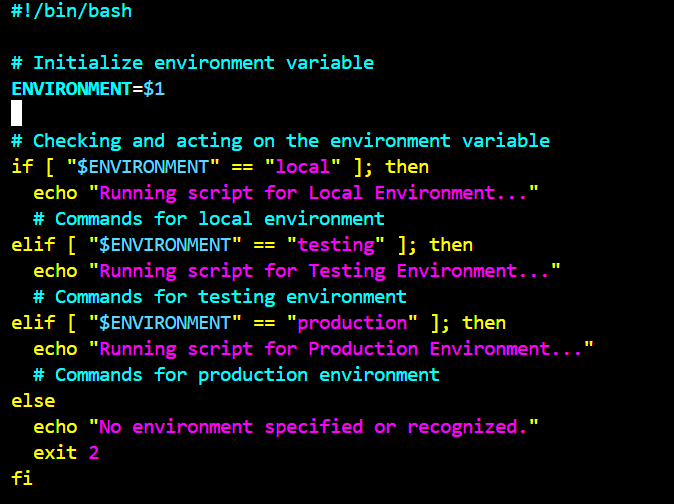 #!/bin/bash

# Initialize environment variable
ENVIRONMENT=$1

# Checking and acting on the environment variable
if [ "$ENVIRONMENT" == "local" ]; then
  echo "Running script for Local Environment..."
  # Commands for local environment
elif [ "$ENVIRONMENT" == "testing" ]; then
  echo "Running script for Testing Environment..."
  # Commands for testing environment
elif [ "$ENVIRONMENT" == "production" ]; then
  echo "Running script for Production Environment..."
  # Commands for production environment
else
  echo "No environment specified or recognized."
  exit 2
fi